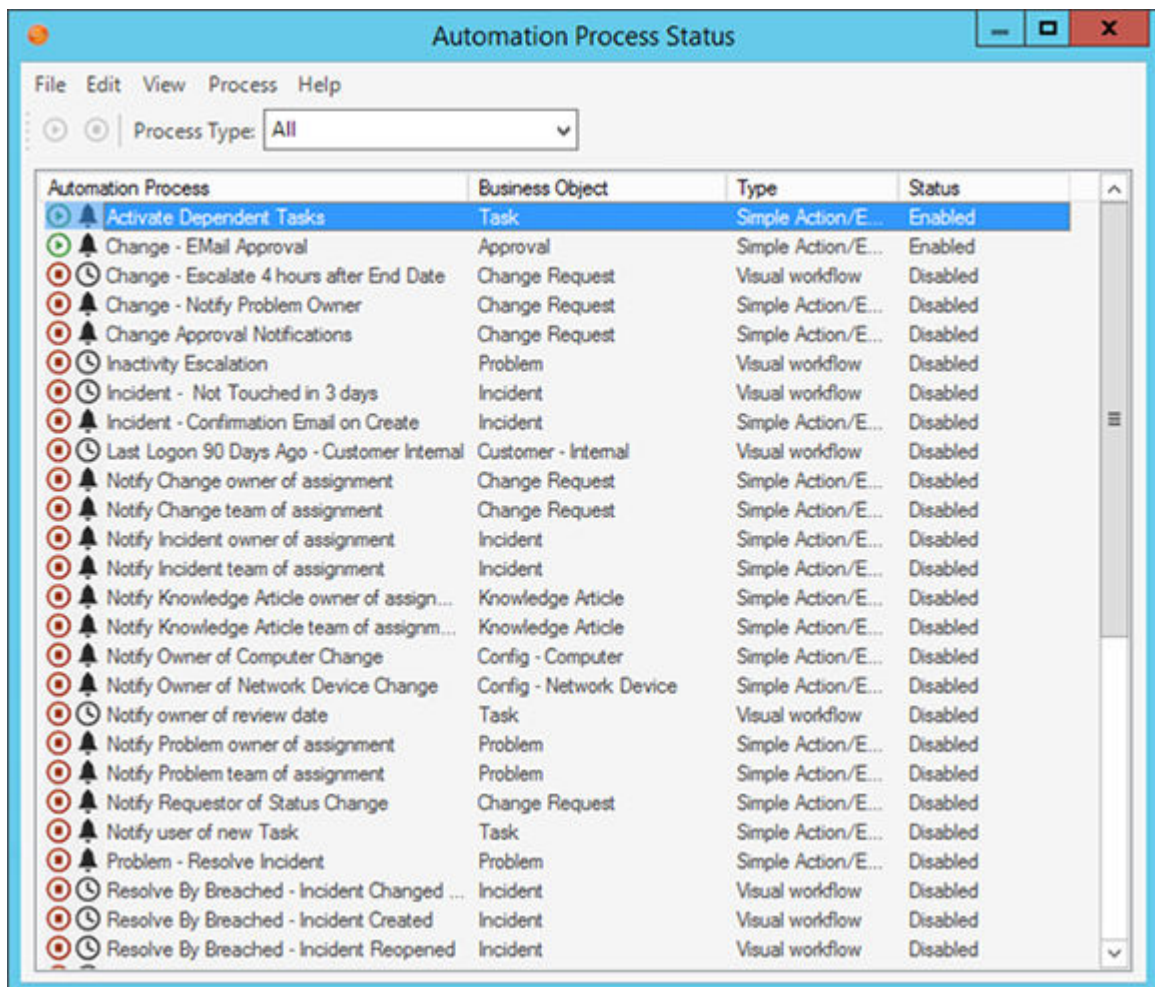 Automation Process Status
File Edit View Process Help
Process Type: All
Automation Process Business Object Type Status
Activate Dependent Tasks Task Simple Action/E... Enabled
Change - EMail Approval Approval Simple Action/E... Enabled
Change - Escalate 4 hours after End Date Change Request Visual workflow Disabled
Change - Notify Problem Owner Change Request Simple Action/E... Disabled
Change Approval Notifications Change Request Simple Action/E... Disabled
Inactivity Escalation Problem Visual workflow Disabled
Incident - Not Touched in 3 days Incident Visual workflow Disabled
Incident - Confirmation Email on Create Incident Simple Action/E... Disabled
Last Logon 90 Days Ago - Customer Internal Customer - Internal Visual workflow Disabled
Notify Change owner of assignment Change Request Simple Action/E... Disabled
Notify Change team of assignment Change Request Simple Action/E... Disabled
Notify Incident owner of assignment Incident Simple Action/E... Disabled
Notify Incident team of assignment Incident Simple Action/E... Disabled
Notify Knowledge Article owner of assign... Knowledge Article Simple Action/E... Disabled
Notify Knowledge Article team of assignm... Knowledge Article Simple Action/E... Disabled
Notify Owner of Computer Change Config - Computer Simple Action/E... Disabled
Notify Owner of Network Device Change Config - Network Device Simple Action/E... Disabled
Notify owner of review date Task Visual workflow Disabled
Notify Problem owner of assignment Problem Simple Action/E... Disabled
Notify Problem team of assignment Problem Simple Action/E... Disabled
Notify Requestor of Status Change Change Request Simple Action/E... Disabled
Notify user of new Task Task Simple Action/E... Disabled
Problem - Resolve Incident Problem Simple Action/E... Disabled
Resolve By Breached - Incident Changed ... Incident Visual workflow Disabled
Resolve By Breached - Incident Created Incident Visual workflow Disabled
Resolve By Breached - Incident Reopened Incident Visual workflow Disabled